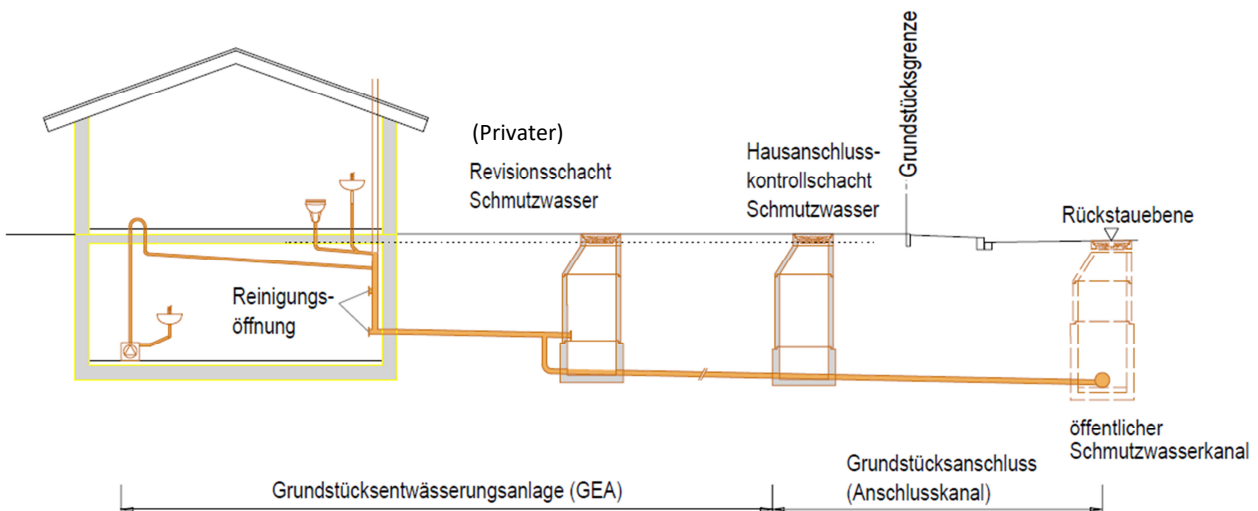 (Privater)
Revisionsschacht
Schmutzwasser
Hausanschluss-
kontrollschacht
Schmutzwasser
Grundstücksgrenze
Rückstauebene
Reinigungs-
öffnung
öffentlicher
Schmutzwasserkanal
Grundstücksentwässerungsanlage (GEA)
Grundstücksanschluss
(Anschlusskanal)